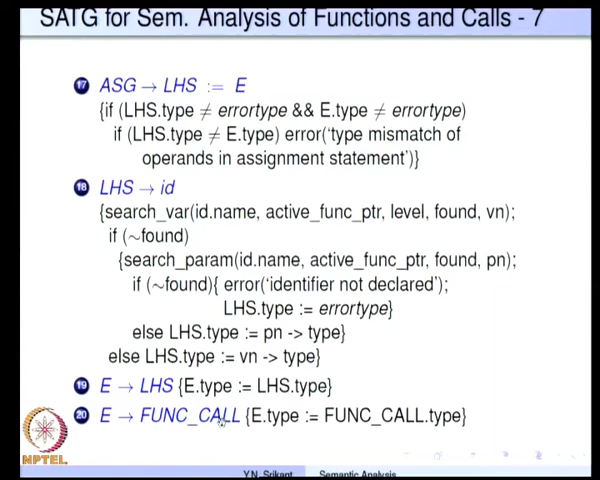 SATG for Sem. Analysis of Functions and Calls - 7
17 ASG → LHS := E
{if (LHS.type ≠ errortype && E.type ≠ errortype)
if (LHS.type ≠ E.type) error(‘type mismatch of
operands in assignment statement’)}
18 LHS → id
{search_var(id.name, active_func_ptr, level, found, vn);
if (~found)
{search_param(id.name, active_func_ptr, found, pn);
if (~found){ error(‘identifier not declared’);
LHS.type := errortype}
else LHS.type := pn -> type}
else LHS.type := vn -> type}
19 E → LHS {E.type := LHS.type}
20 E → FUNC_CALL {E.type := FUNC_CALL.type}
NPTEL
Y.N. Srikant Semantic Analysis